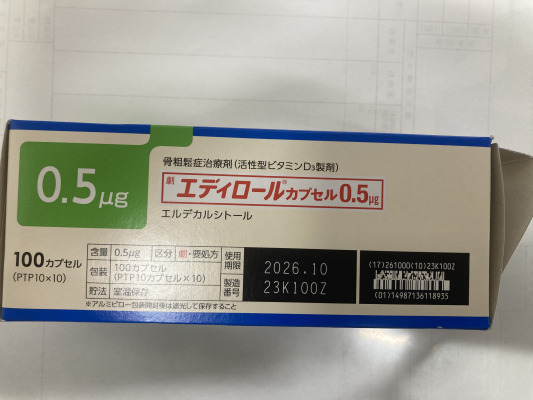 骨粗鬆症治療剤(活性型ビタミンD₃製剤)
0.5μg
劇 エディロール®カプセル0.5μg
エルデカルシトール
100カプセル
(PTP10×10)
含量 0.5μg 区分 劇・要処方
包装 100カプセル
(PTP10カプセル×10)
貯法 室温保存
使用
期限
2026.10
製造
番号
23K100Z
※アルミピロー包装開封後は遮光して保存すること
(17)261000(10)23K100Z
(01)14987136118935